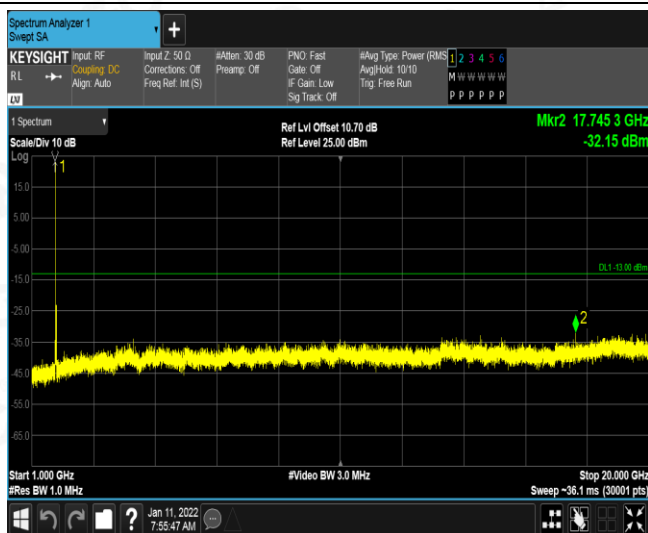 Spectrum Analyzer 1
Swept SA
+
KEYSIGHT Input: RF Input Z: 50 Ω #Atten: 30 dB PNO: Fast #Avg Type: Power (RMS 1 2 3 4 5 6
RL Coupling: DC Corrections: Off Preamp: Off Gate: Off Avg|Hold: 10/10 M W W W W W
Align: Auto Freq Ref: Int (S) IF Gain: Low Trig: Free Run
Sig Track: Off P P P P P P
LXI
1 Spectrum Ref Lvl Offset 10.70 dB Mkr2 17.745 3 GHz
Scale/Div 10 dB Ref Level 25.00 dBm -32.15 dBm
Log
1
15.0
5.00
-5.00
DL1 -13.00 dBm
-15.0
-25.0
2
-35.0
-45.0
-55.0
-65.0
Start 1.000 GHz #Video BW 3.0 MHz Stop 20.000 GHz
#Res BW 1.0 MHz Sweep ~36.1 ms (30001 pts)
? Jan 11, 2022
7:55:47 AM